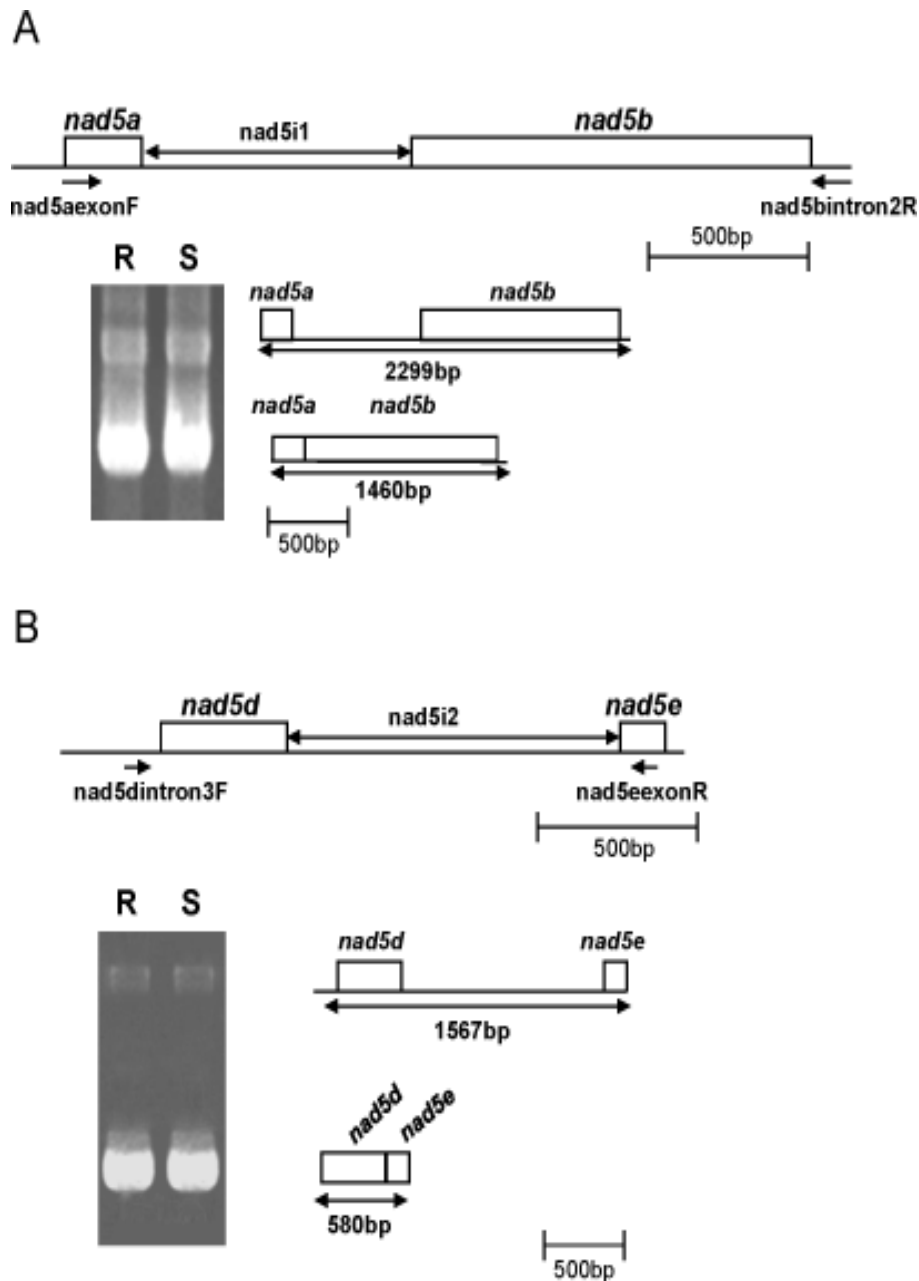 A
nad5a nad5i1 nad5b
nad5aexonF nad5bintron2R
500bp
R S
nad5a nad5b
2299bp
nad5a nad5b
1460bp
500bp
B
nad5d nad5i2 nad5e
nad5dintron3F nad5eexonR
500bp
R S
nad5d nad5e
1567bp
nad5d nad5e
580bp
500bp